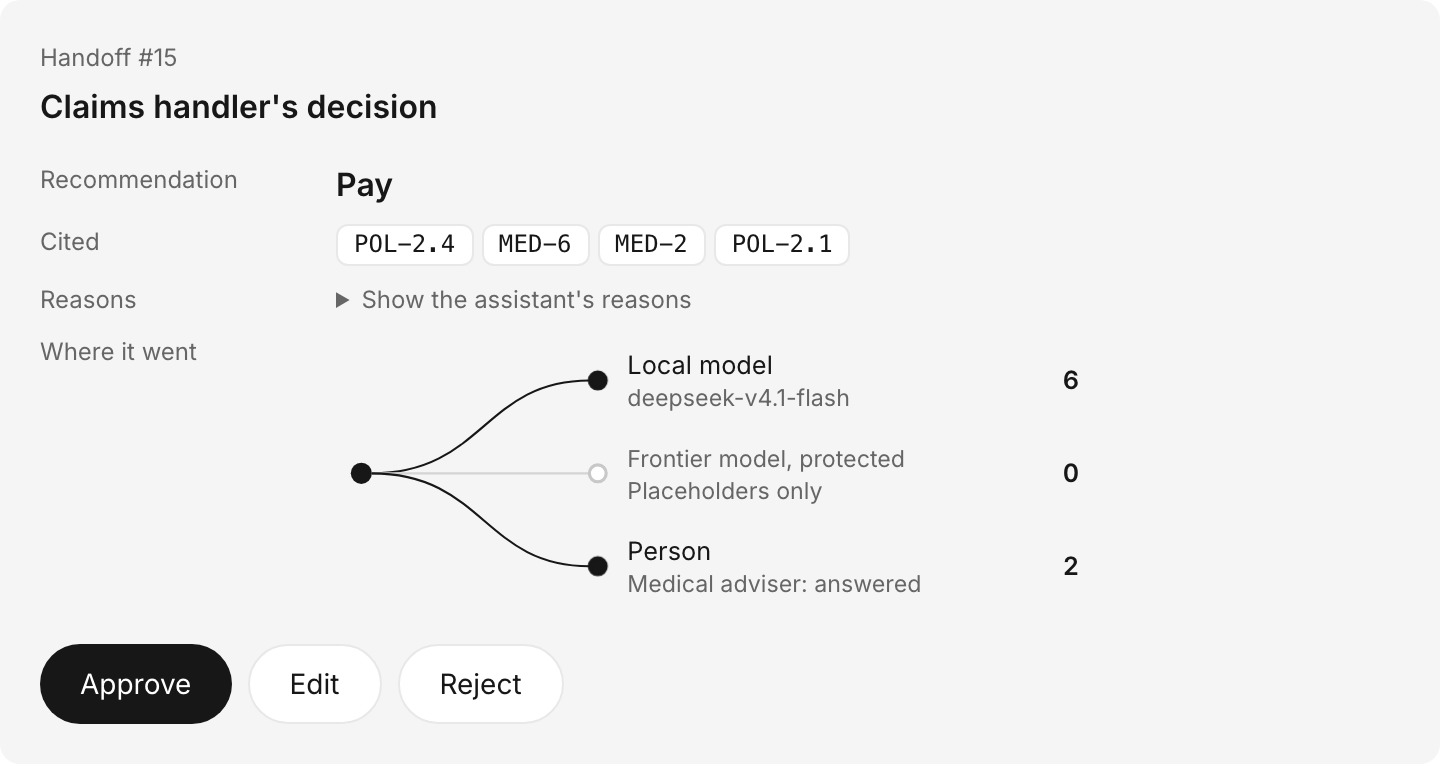 Handoff #15
Claims handler's decision
Recommendation
Pay
Cited
POL–2.4 MED–6 MED–2 POL–2.1
Reasons
Show the assistant's reasons
Where it went
Local model
deepseek-v4.1-flash
6
Frontier model, protected
Placeholders only
0
Person
Medical adviser: answered
2
Approve Edit Reject